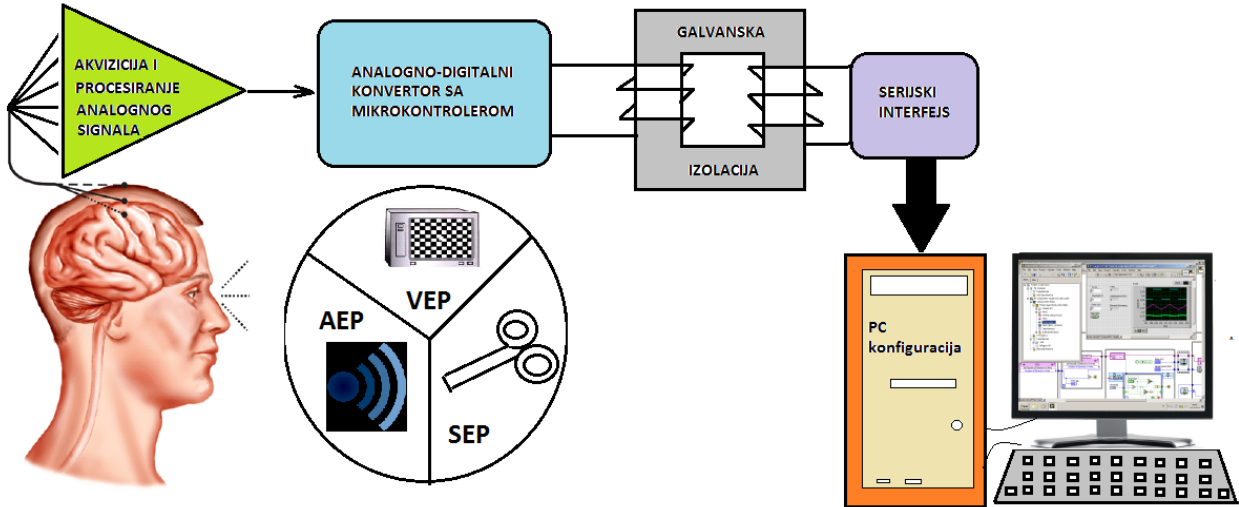 AKVIZICIJA I
PROCESIRANJE
ANALOGNOG
SIGNALA
ANALOGNO-DIGITALNI
KONVERTOR SA
MIKROKONTROLEROM
GALVANSKA
IZOLACIJA
SERIJSKI
INTERFEJS
VEP
AEP
SEP
PC
konfiguracija